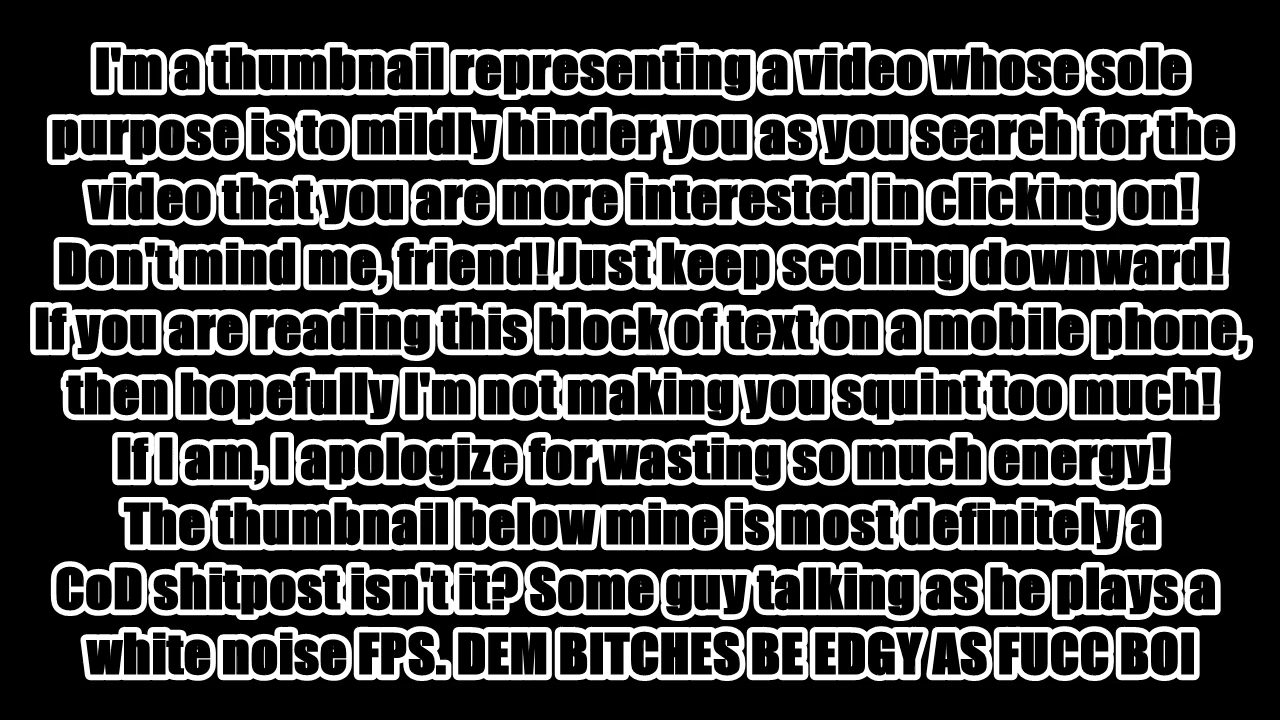 I'm a thumbnail representing a video whose sole
purpose is to mildly hinder you as you search for the
video that you are more interested in clicking on!
Don't mind me, friend! Just keep scolling downward!
If you are reading this block of text on a mobile phone,
then hopefully I'm not making you squint too much!
If I am, I apologize for wasting so much energy!
The thumbnail below mine is most definitely a
CoD shitpost isn't it? Some guy talking as he plays a
white noise FPS. DEM BITCHES BE EDGY AS FUCC BOI